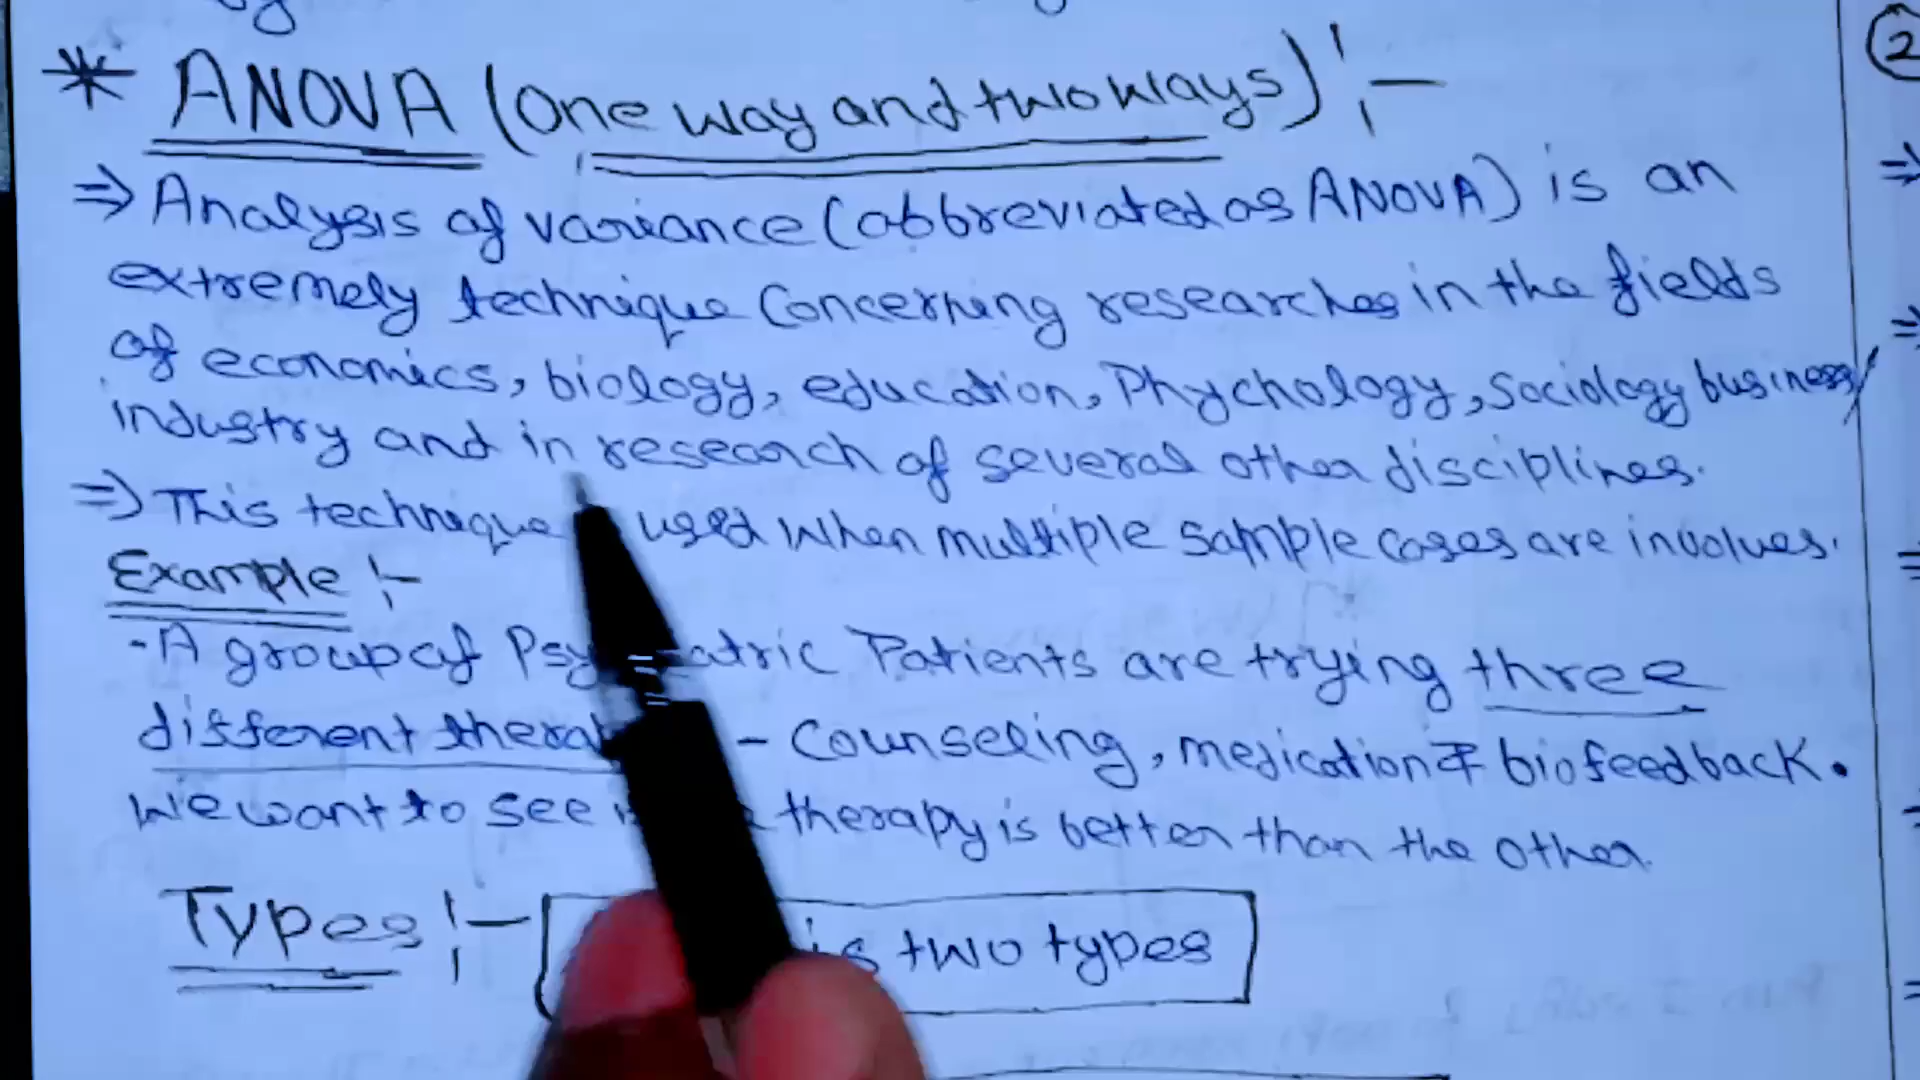 * ANOVA (One way and two ways) :-
⇒ Analysis of variance (abbreviated as ANOVA) is an
extremely technique concerning researches in the fields
of economics, biology, education, Phychology, Sociology business/
industry and in research of several other disciplines.
⇒ This technique used when multiple sample cases are involves.
Example :-
- A group of Psy atric Patients are trying three
different thera - Counseling, medication & biofeedback.
We want to see therapy is better than the other.
Types :- is two types
2